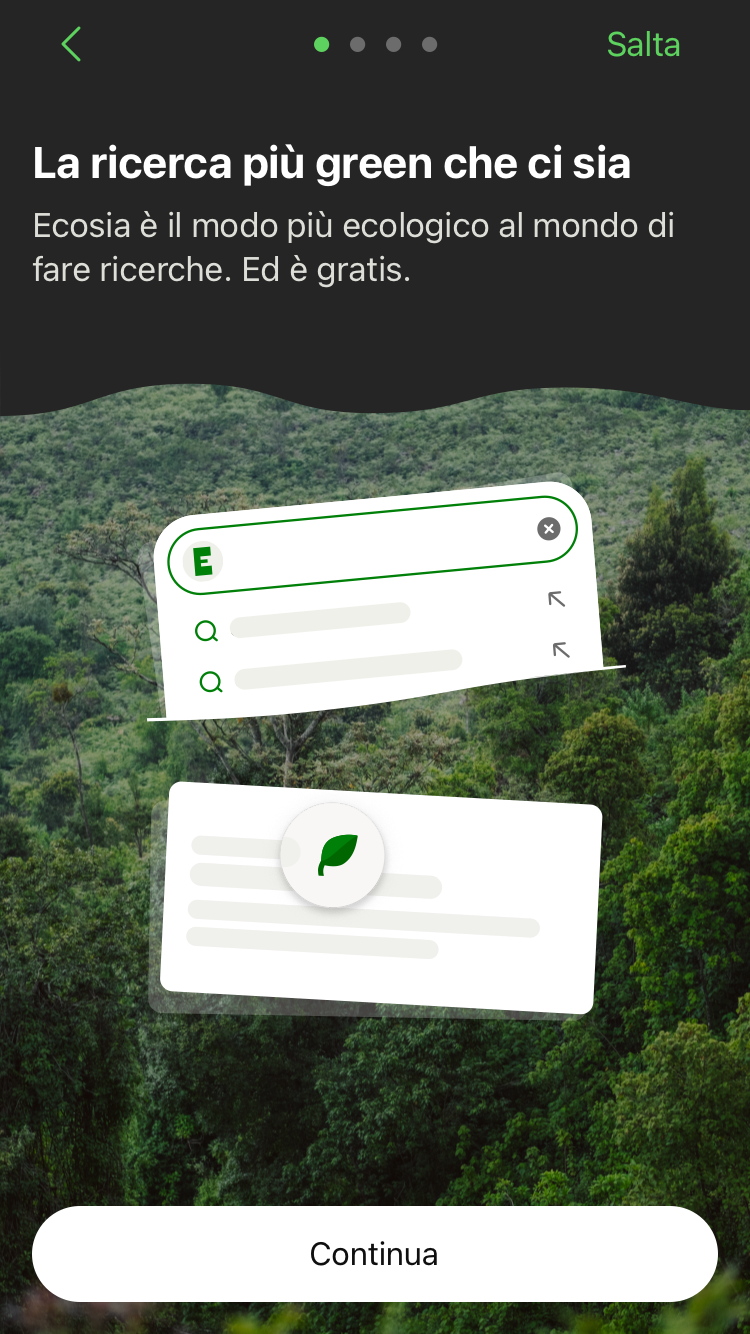 Salta
La ricerca più green che ci sia
Ecosia è il modo più ecologico al mondo di
fare ricerche. Ed è gratis.
E
Continua